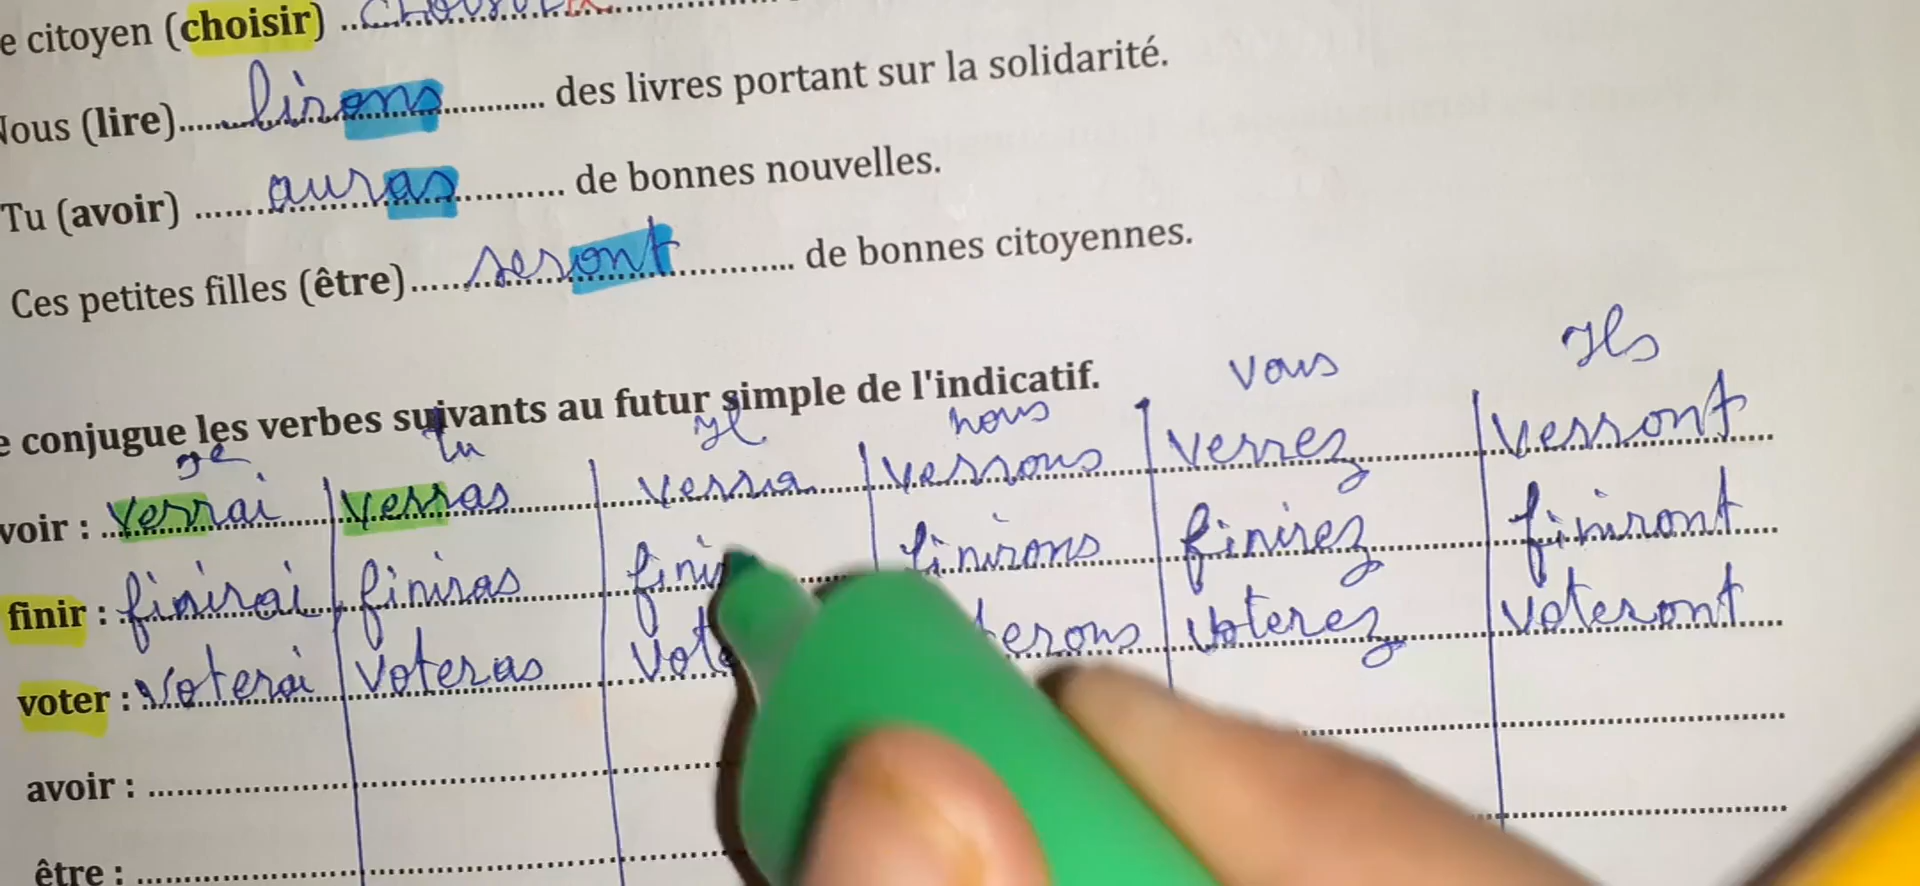 e citoyen (choisir) ..........
Nous (lire) lirons des livres portant sur la solidarité.
Tu (avoir) auras de bonnes nouvelles.
Ces petites filles (être) seront de bonnes citoyennes.
e conjugue les verbes suivants au futur simple de l'indicatif.
je tu il nous vous Ils
voir : verrai verras verra verrons verrez verront
finir : finirai finiras fini finirons finirez finiront
voter : voterai voteras vote erons voterez voteront
avoir :
être :